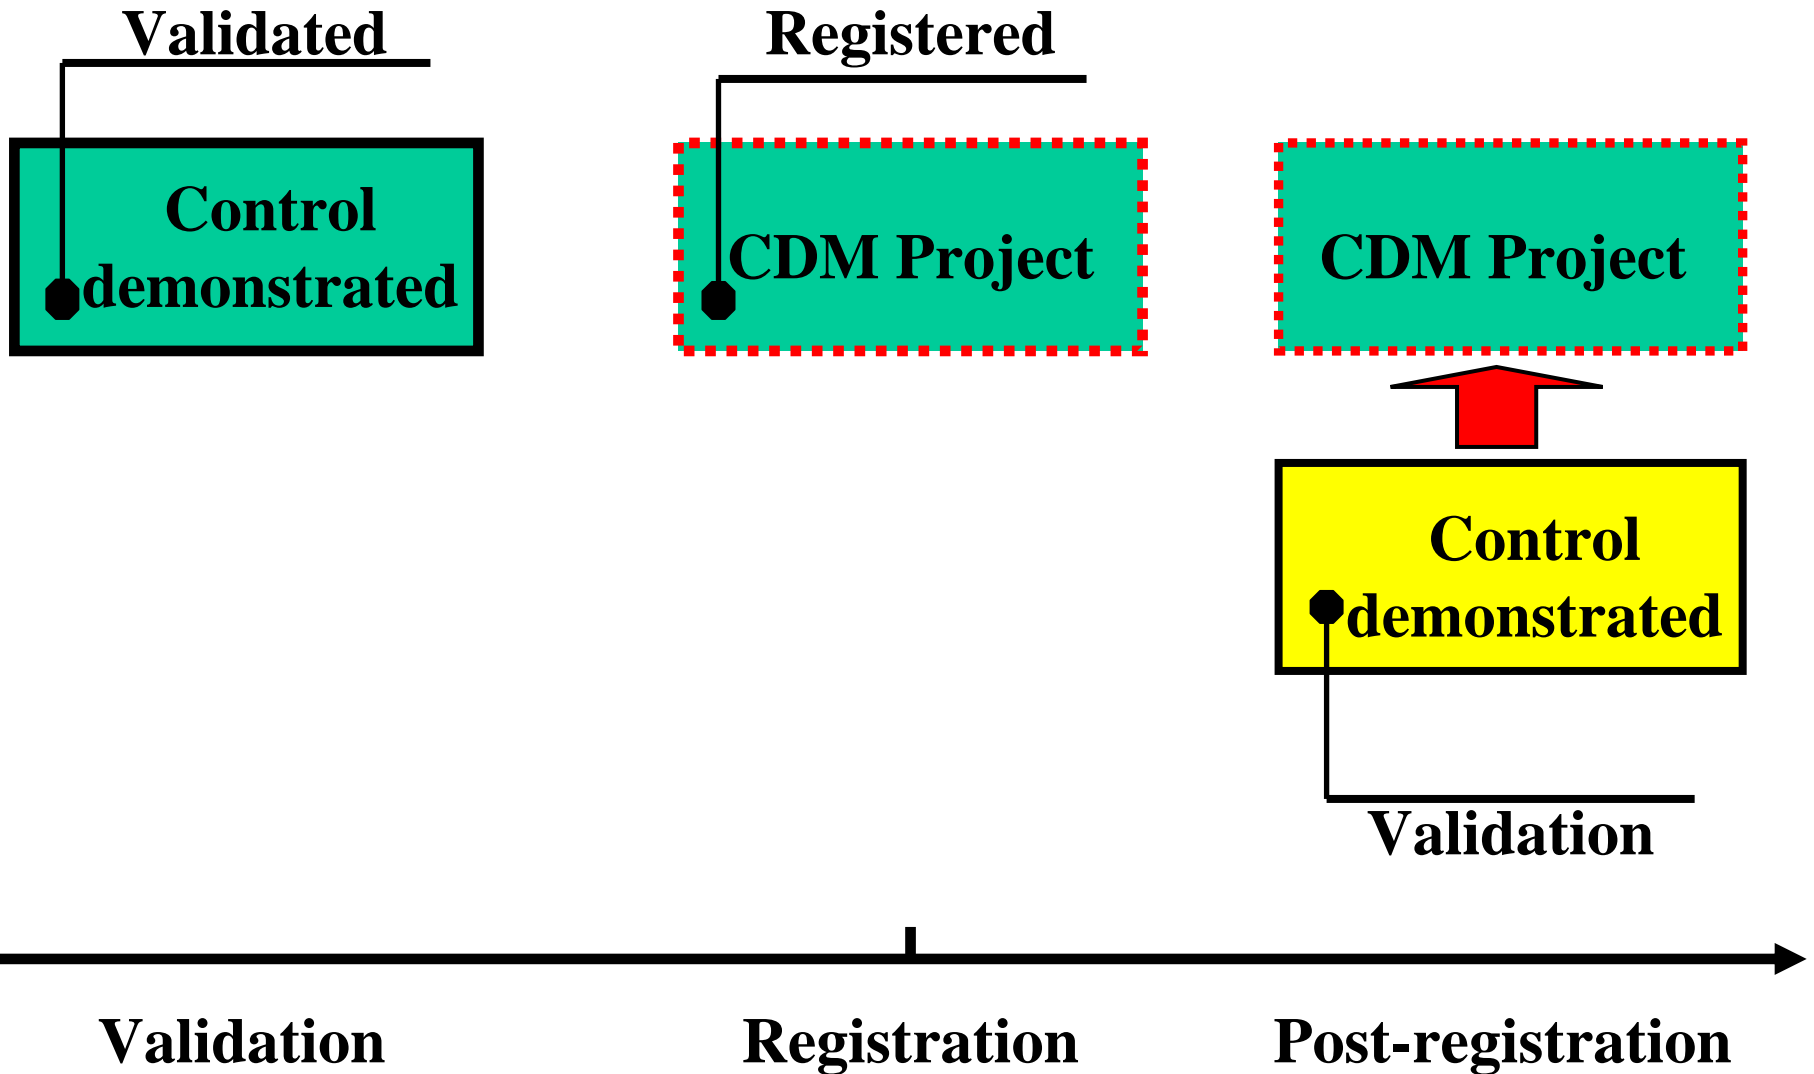 Validated
Registered
Control
demonstrated
CDM Project
CDM Project
Control
demonstrated
Validation
Validation
Registration
Post-registration